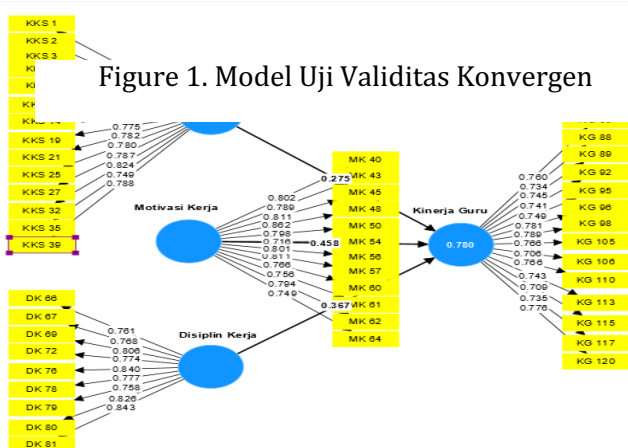 KKS 1
KKS 2
KKS 3
Figure 1. Model Uji Validitas Konvergen
KKS 19
KKS 21
KKS 25
KKS 27
KKS 32
KKS 35
KKS 39
0.775
0.782
0.780
0.787
0.824
0.749
0.788
DK 66
DK 67
DK 69
DK 72
DK 76
DK 78
DK 79
DK 80
DK 81
0.761
0.768
0.806
0.774
0.840
0.777
0.758
0.826
0.843
Motivasi Kerja
Disiplin Kerja
0.802
0.789
0.811
0.862
0.798
0.716
0.801
0.811
0.766
0.756
0.794
0.749
0.275
0.458
0.367
MK 40
MK 43
MK 45
MK 48
MK 50
MK 54
MK 56
MK 57
MK 60
MK 61
MK 62
MK 64
Kinerja Guru
0.780
0.760
0.734
0.745
0.741
0.749
0.781
0.789
0.766
0.706
0.766
0.743
0.709
0.735
0.776
KG 88
KG 89
KG 92
KG 95
KG 96
KG 98
KG 105
KG 106
KG 110
KG 113
KG 115
KG 117
KG 120